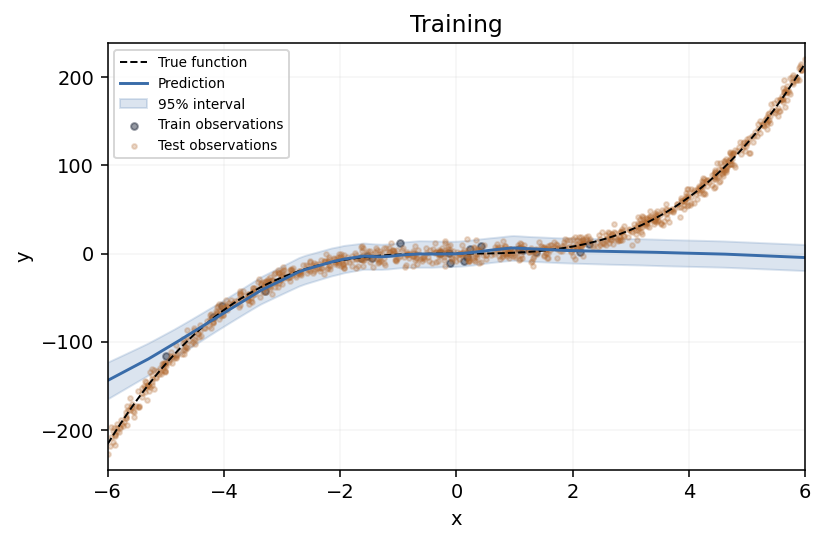 Training
True function
Prediction
95% interval
Train observations
Test observations
y
200
100
0
−100
−200
−6
−4
−2
0
2
4
6
x